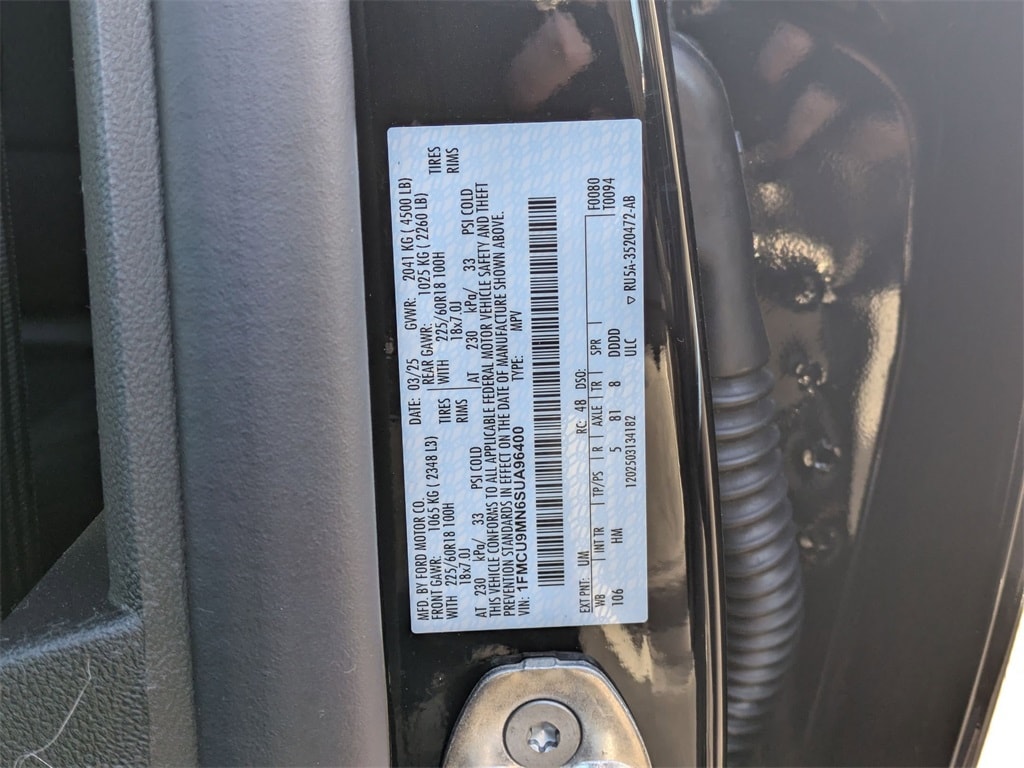 MFD. BY FORD MOTOR CO.
DATE: 03/25 GVWR: 2041 KG ( 4500 LB)
FRONT GAWR: 1065 KG ( 2348 LB) REAR GAWR: 1025 KG ( 2260 LB)
WITH 225/60R18 100H TIRES WITH 225/60R18 100H TIRES
18x7.0J RIMS 18x7.0J RIMS
AT 230 kPa/ 33 PSI COLD AT 230 kPa/ 33 PSI COLD
THIS VEHICLE CONFORMS TO ALL APPLICABLE FEDERAL MOTOR VEHICLE SAFETY AND THEFT
PREVENTION STANDARDS IN EFFECT ON THE DATE OF MANUFACTURE SHOWN ABOVE.
VIN: 1FMCU9MN6SUA96400 TYPE: MPV
F0080
EXT PNT: UM RC: 48 DSO: T0094
WB INT TR TP/PS R AXLE TR SPR
106 HM 5 81 8 DDDD ▽ RU5A-3520472-AB
1202503134182 ULC